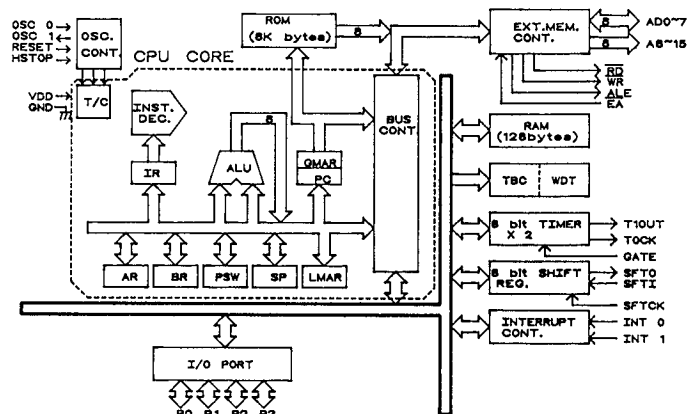 OSC 0
OSC 1
RESET
HSTOP
OSC.
CONT.
VDD
GND
T/C
CPU CORE
ROM
(8K bytes)
8
EXT.MEM.
CONT.
8
8
AD0~7
A8~15
RD
WR
ALE
EA
INST.
DEC.
IR
ALU
8
OMAR
PC
BUS
CONT.
AR
BR
PSW
SP
LMAR
RAM
(128bytes)
TBC
WDT
8 bit TIMER
X 2
T1OUT
T0CK
GATE
8 bit SHIFT
REG.
SFTO
SFTI
SFTCK
INTERRUPT
CONT.
INT 0
INT 1
I/O PORT
P0 P1 P2 P3